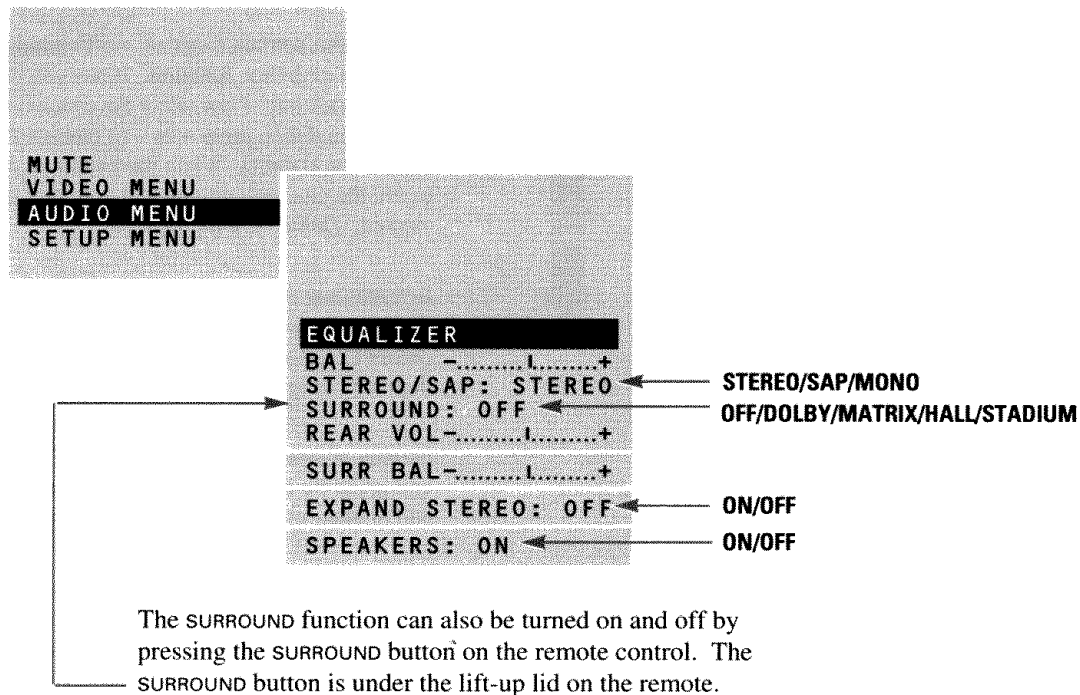 MUTE
VIDEO MENU
AUDIO MENU
SETUP MENU
EQUALIZER
BAL -.........I.........+
STEREO/SAP: STEREO
STEREO/SAP/MONO
SURROUND: OFF
OFF/DOLBY/MATRIX/HALL/STADIUM
REAR VOL-.........I.........+
SURR BAL-.........I.........+
EXPAND STEREO: OFF
ON/OFF
SPEAKERS: ON
ON/OFF
The SURROUND function can also be turned on and off by
pressing the SURROUND button on the remote control. The
SURROUND button is under the lift-up lid on the remote.